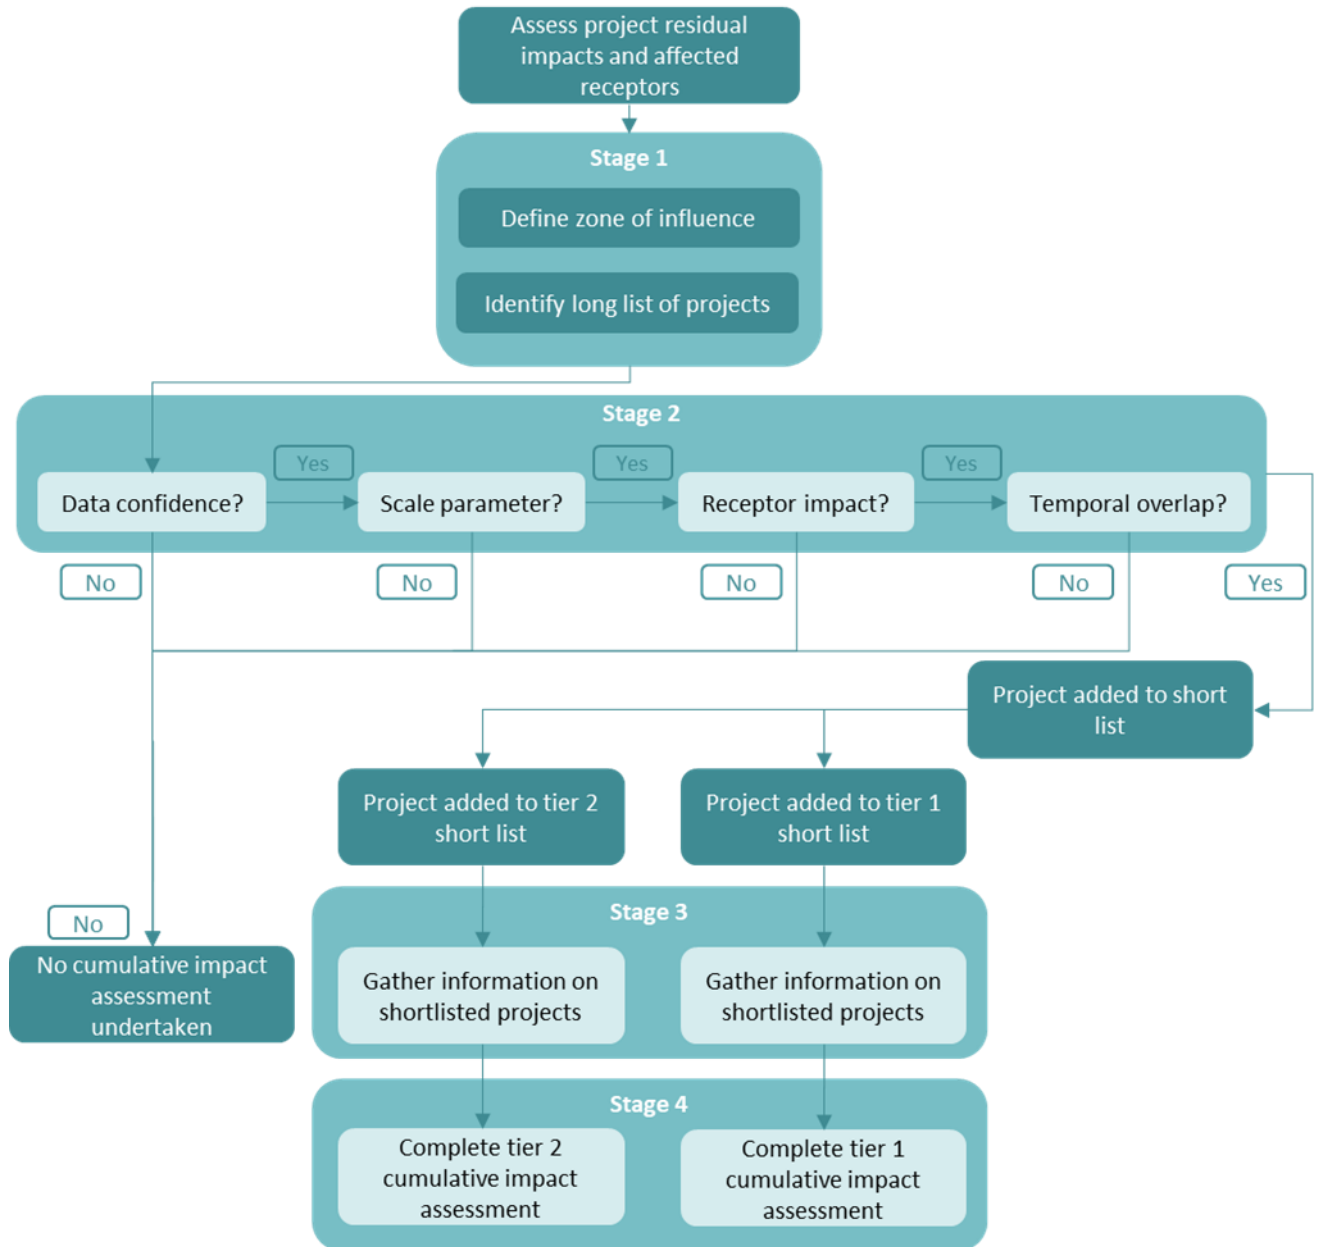 Assess project residual
impacts and affected
receptors
Stage 1
Define zone of influence
Identify long list of projects
Stage 2
Yes
Yes
Yes
Data confidence?
Scale parameter?
Receptor impact?
Temporal overlap?
No
No
No
No
Yes
Project added to short
list
Project added to tier 2
short list
Project added to tier 1
short list
Stage 3
No
No cumulative impact
assessment
undertaken
Gather information on
shortlisted projects
Gather information on
shortlisted projects
Stage 4
Complete tier 2
cumulative impact
assessment
Complete tier 1
cumulative impact
assessment